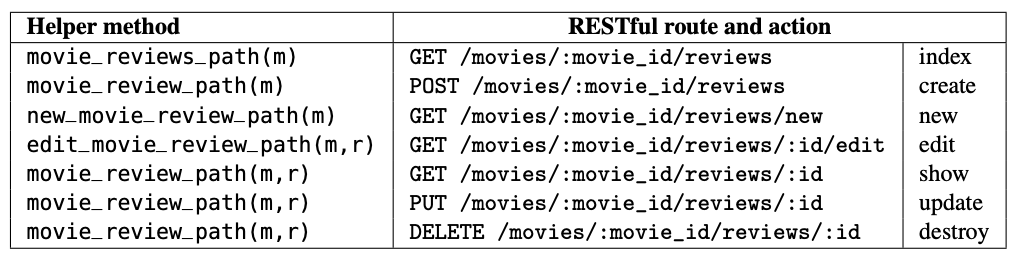 Helper method RESTful route and action
movie_reviews_path(m) GET /movies/:movie_id/reviews index
movie_review_path(m) POST /movies/:movie_id/reviews create
new_movie_review_path(m) GET /movies/:movie_id/reviews/new new
edit_movie_review_path(m,r) GET /movies/:movie_id/reviews/:id/edit edit
movie_review_path(m,r) GET /movies/:movie_id/reviews/:id show
movie_review_path(m,r) PUT /movies/:movie_id/reviews/:id update
movie_review_path(m,r) DELETE /movies/:movie_id/reviews/:id destroy